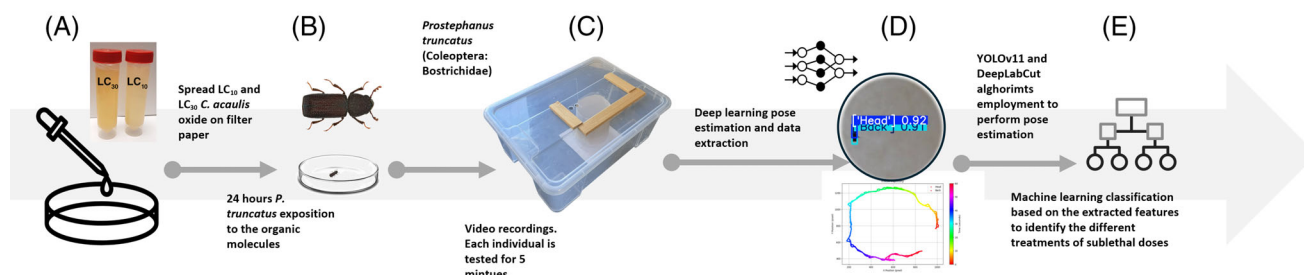 (A)
LC30
LC10
Spread LC10 and
LC30 C. acaulis
oxide on filter
paper
(B)
24 hours P.
truncatus exposition
to the organic
molecules
Prostephanus
truncatus
(Coleoptera:
Bostrichidae)
(C)
Video recordings.
Each individual is
tested for 5
mintues
Deep learning pose
estimation and data
extraction
(D)
['Head'] 0.92
['Back'] 0.91
YOLOv11 and
DeepLabCut
alghorimts
employment to
perform pose
estimation
(E)
Machine learning classification
based on the extracted features
to identify the different
treatments of sublethal doses